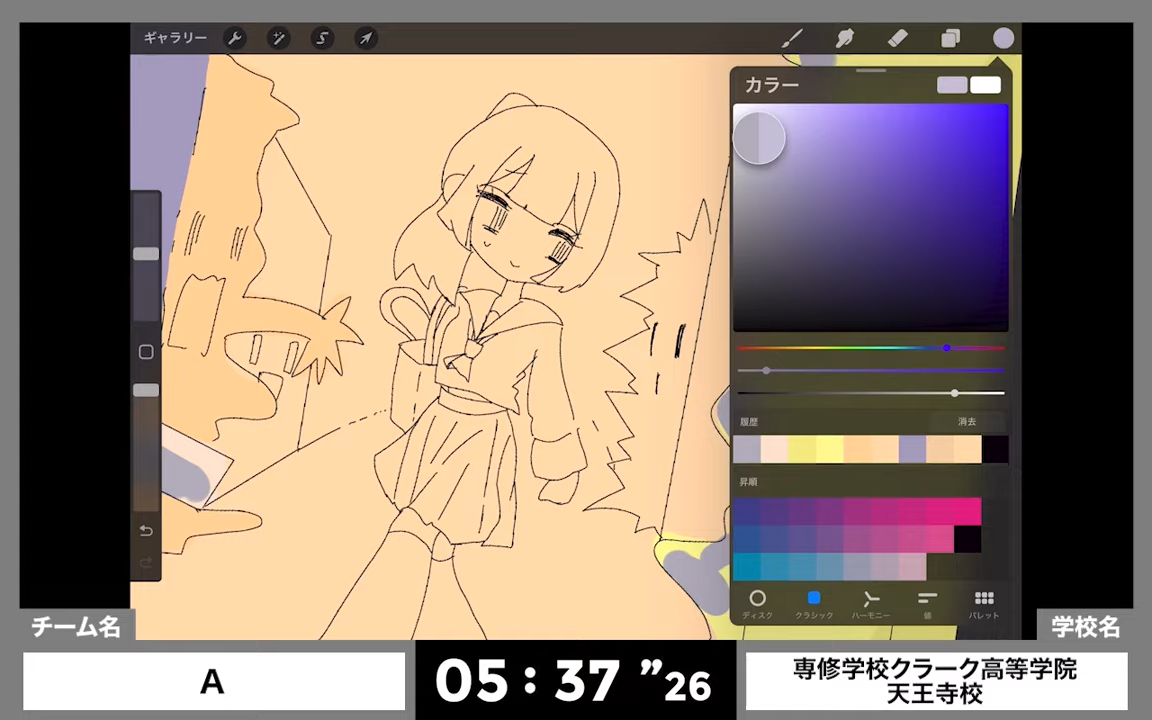 ギャラリー
カラー
履歴
消去
昇順
ディスク
クラシック
ハーモニー
値
パレット
チーム名
学校名
A
05:37 ”26
専修学校クラーク高等学院
天王寺校